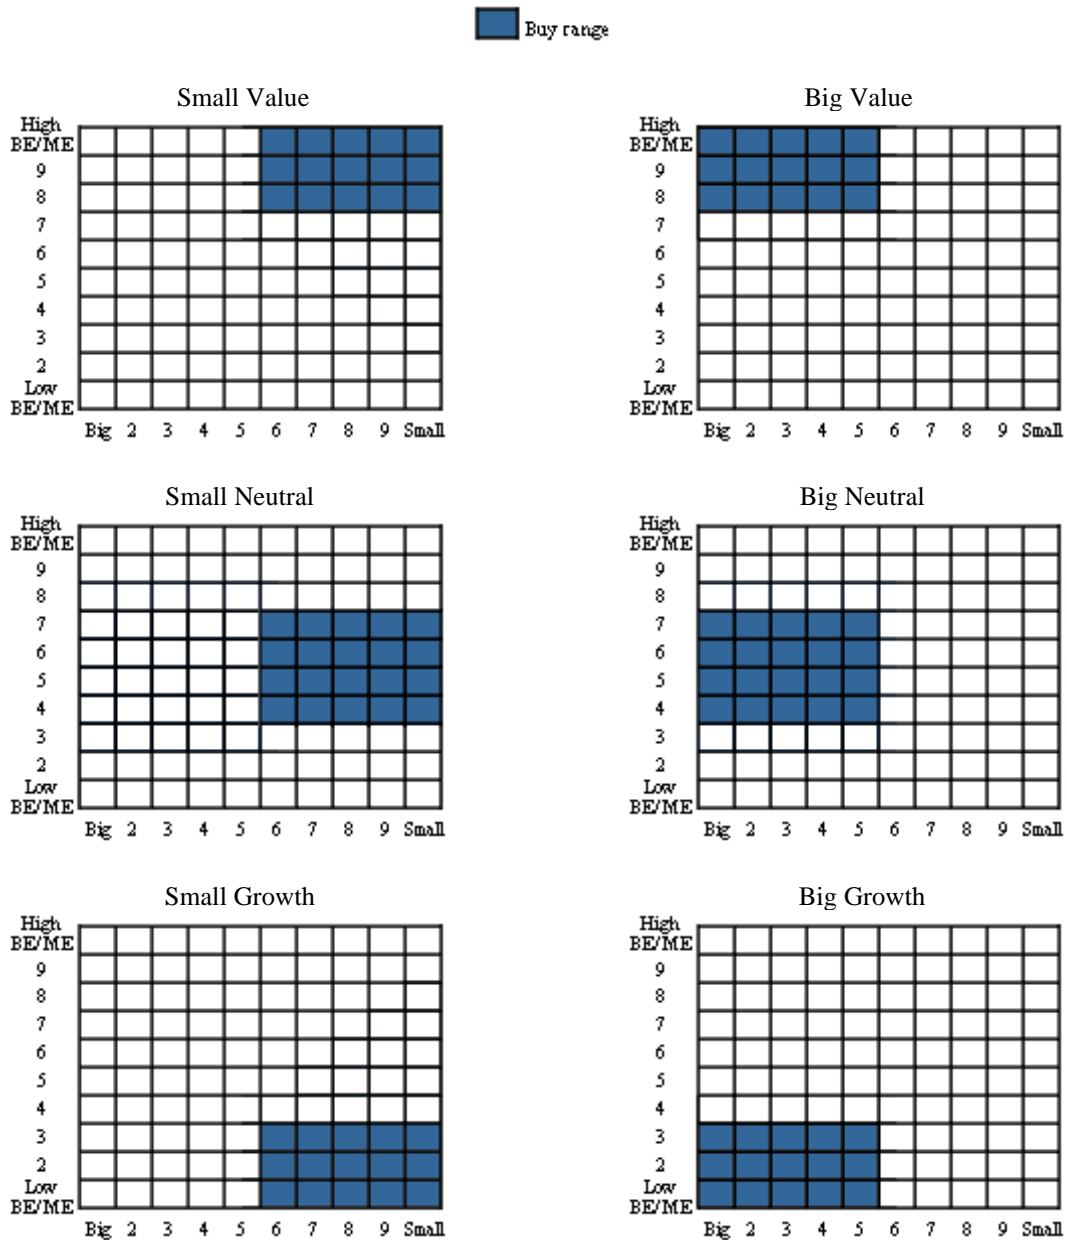 Buy range
Small Value
High
BE/ME
9
8
7
6
5
4
3
2
Low
BE/ME
Big 2 3 4 5 6 7 8 9 Small
Big Value
High
BE/ME
9
8
7
6
5
4
3
2
Low
BE/ME
Big 2 3 4 5 6 7 8 9 Small
Small Neutral
High
BE/ME
9
8
7
6
5
4
3
2
Low
BE/ME
Big 2 3 4 5 6 7 8 9 Small
Big Neutral
High
BE/ME
9
8
7
6
5
4
3
2
Low
BE/ME
Big 2 3 4 5 6 7 8 9 Small
Small Growth
High
BE/ME
9
8
7
6
5
4
3
2
Low
BE/ME
Big 2 3 4 5 6 7 8 9 Small
Big Growth
High
BE/ME
9
8
7
6
5
4
3
2
Low
BE/ME
Big 2 3 4 5 6 7 8 9 Small